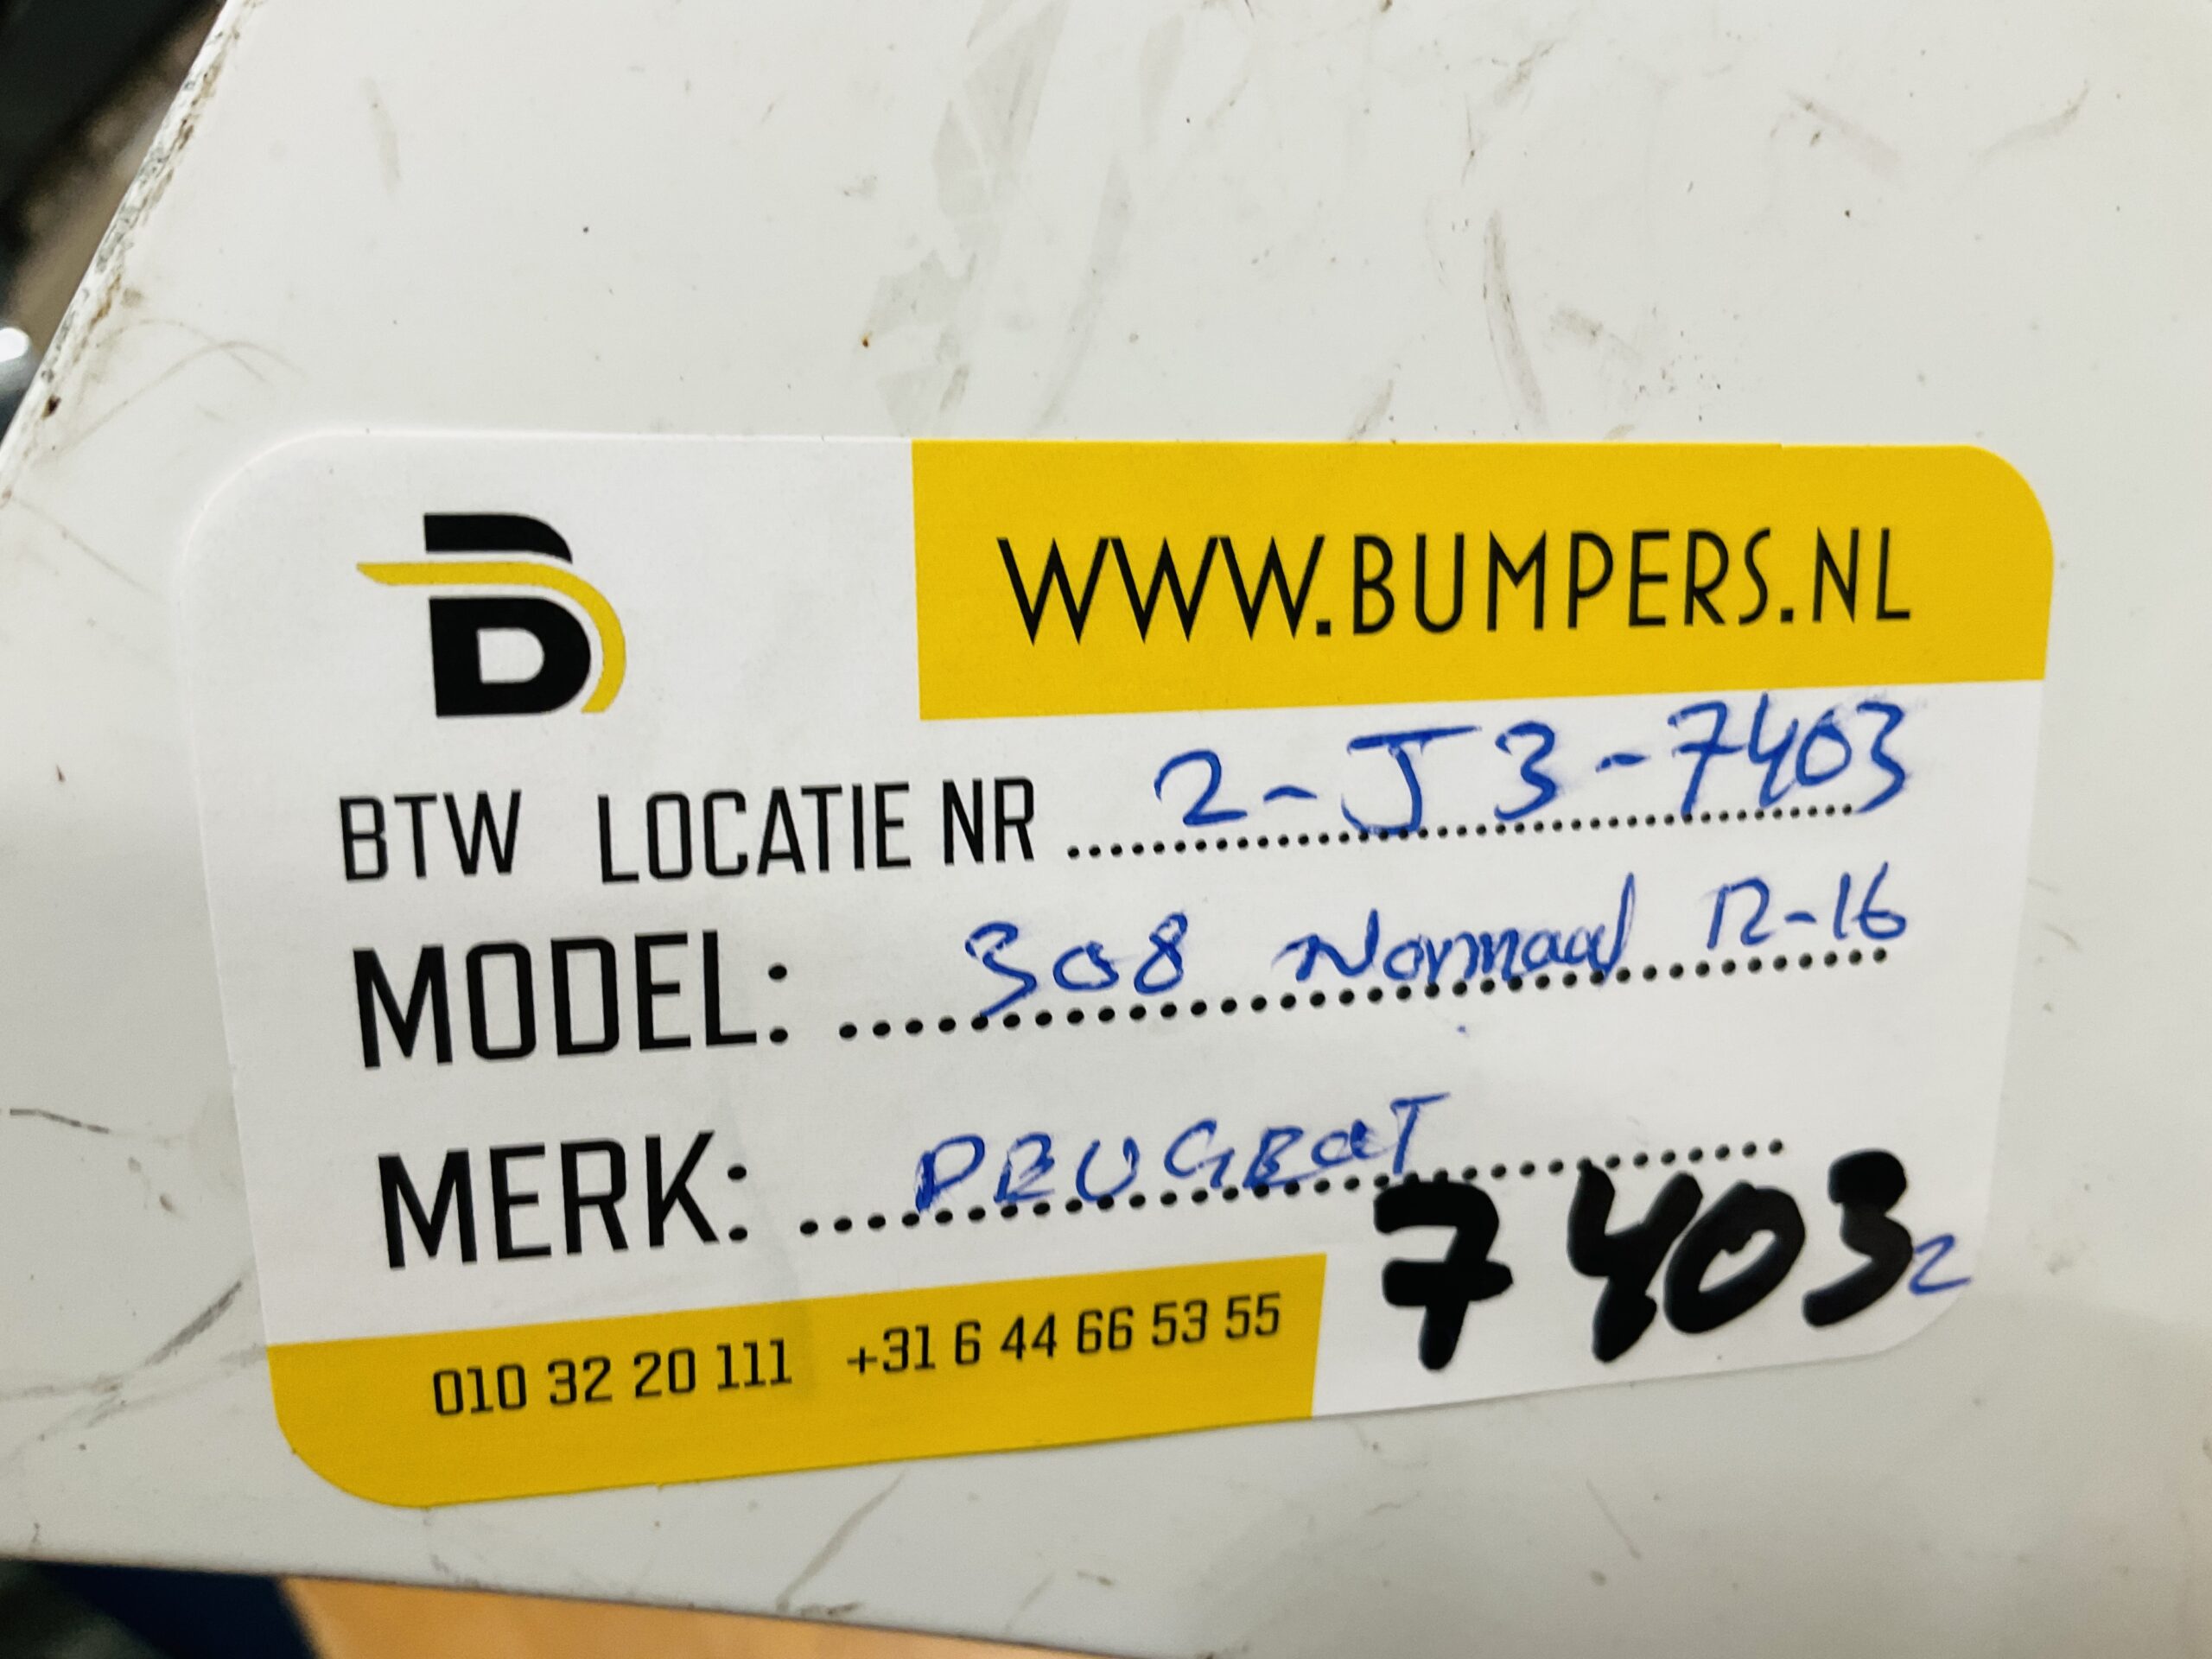 WWW.BUMPERS.NL
BTW LOCATIE NR 2-J3-7403
MODEL: 308 Normaal 12-16
MERK: PEUGEOT
7403 2
010 32 20 111 +31 6 44 66 53 55